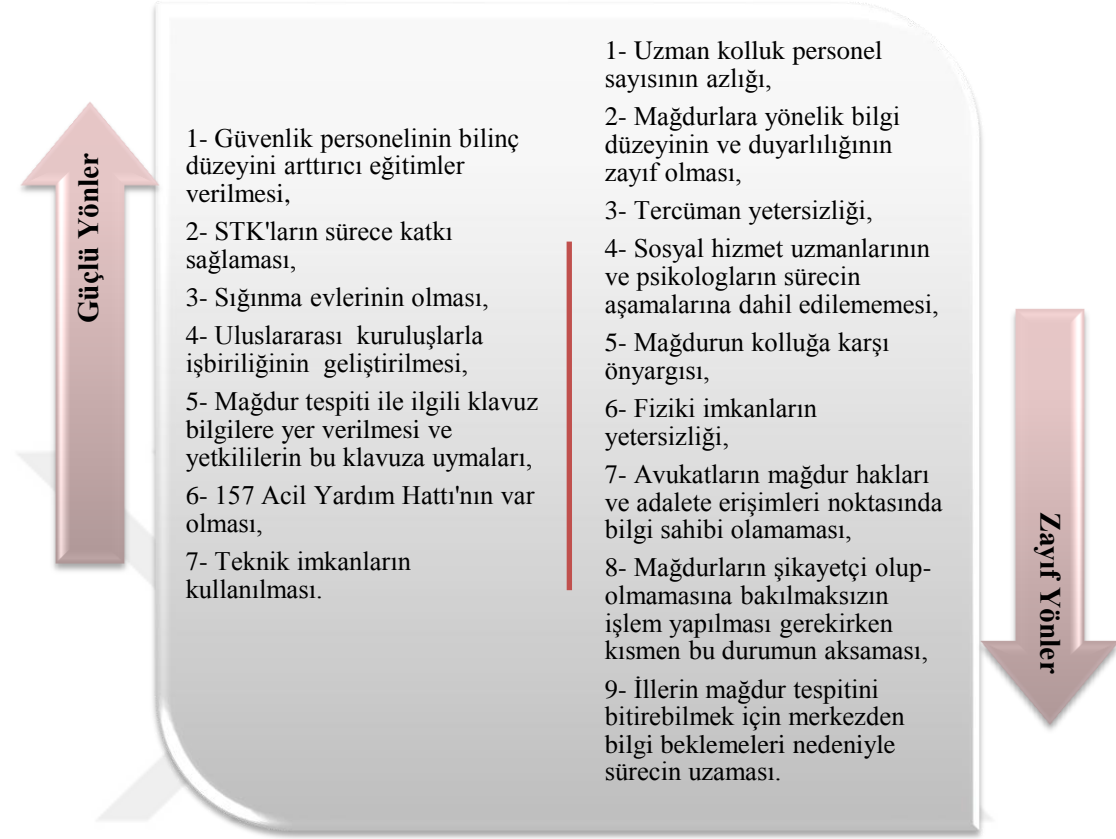 Güçlü Yönler
1- Güvenlik personelinin bilinç
düzeyini arttırıcı eğitimler
verilmesi,
2- STK'ların sürece katkı
sağlaması,
3- Sığınma evlerinin olması,
4- Uluslararası kuruluşlarla
işbiriliğinin geliştirilmesi,
5- Mağdur tespiti ile ilgili klavuz
bilgilere yer verilmesi ve
yetkililerin bu klavuza uymaları,
6- 157 Acil Yardım Hattı'nın var
olması,
7- Teknik imkanların
kullanılması.
1- Uzman kolluk personel
sayısının azlığı,
2- Mağdurlara yönelik bilgi
düzeyinin ve duyarlılığının
zayıf olması,
3- Tercüman yetersizliği,
4- Sosyal hizmet uzmanlarının
ve psikologların sürecin
aşamalarına dahil edilememesi,
5- Mağdurun kolluğa karşı
önyargısı,
6- Fiziki imkanların
yetersizliği,
7- Avukatların mağdur hakları
ve adalete erişimleri noktasında
bilgi sahibi olamaması,
8- Mağdurların şikayetçi olup-
olmamasına bakılmaksızın
işlem yapılması gerekirken
kısmen bu durumun aksaması,
9- İllerin mağdur tespitini
bitirebilmek için merkezden
bilgi beklemeleri nedeniyle
sürecin uzaması.
Zayıf Yönler